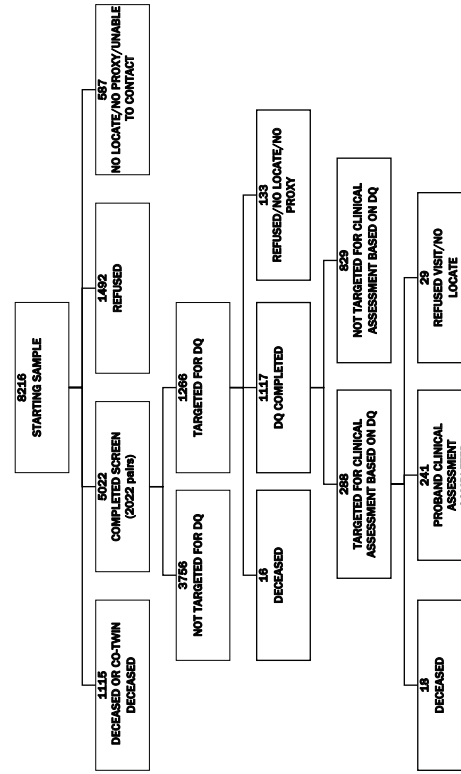 8216
STARTING SAMPLE
1115
DECEASED OR CO-TWIN
DECEASED
5022
COMPLETED SCREEN
(2022 pairs)
1492
REFUSED
587
NO LOCATE/NO PROXY/UNABLE
TO CONTACT
3756
NOT TARGETED FOR DQ
1266
TARGETED FOR DQ
16
DECEASED
1117
DQ COMPLETED
133
REFUSED/NO LOCATE/NO
PROXY
288
TARGETED FOR CLINICAL
ASSESSMENT BASED ON DQ
829
NOT TARGETED FOR CLINICAL
ASSESSMENT BASED ON DQ
18
DECEASED
241
PROBAND CLINICAL
ASSESSMENT
29
REFUSED VISIT/NO
LOCATE